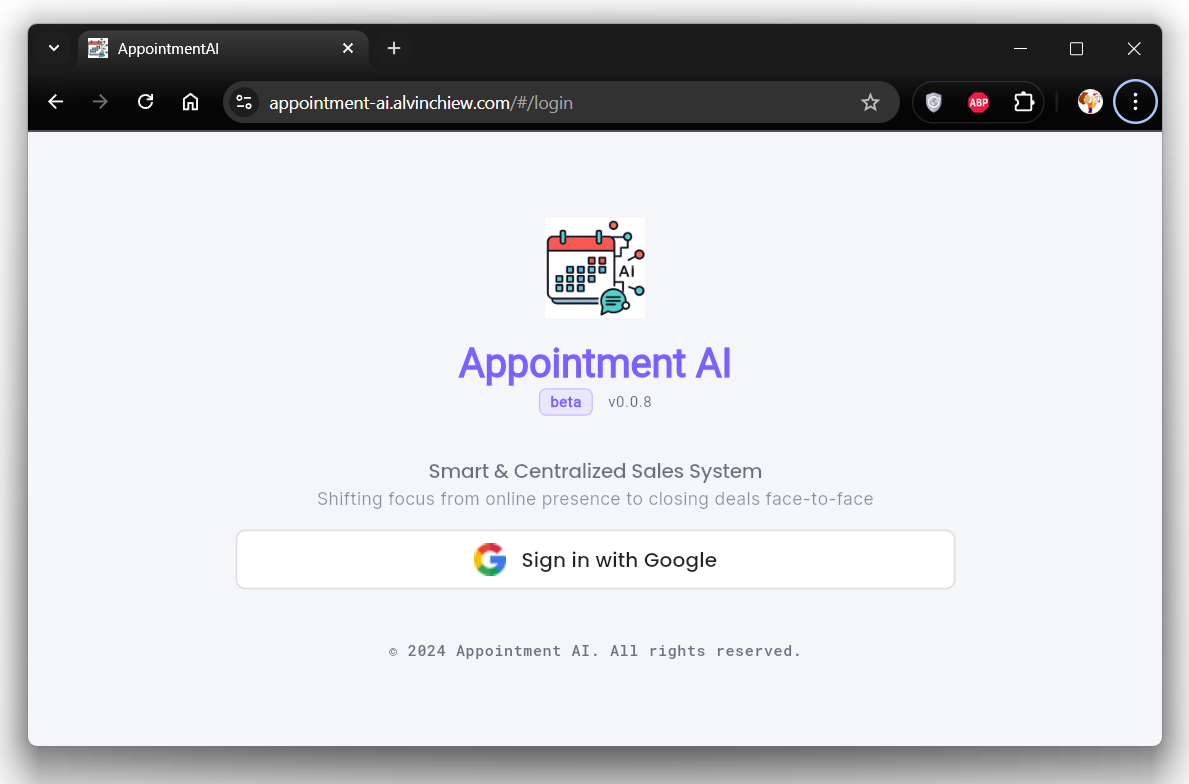 AppointmentAI
appointment-ai.alvinchiew.com/#/login
ABP
Ai
Appointment AI
beta v0.0.8
Smart & Centralized Sales System
Shifting focus from online presence to closing deals face-to-face
Sign in with Google
© 2024 Appointment AI. All rights reserved.